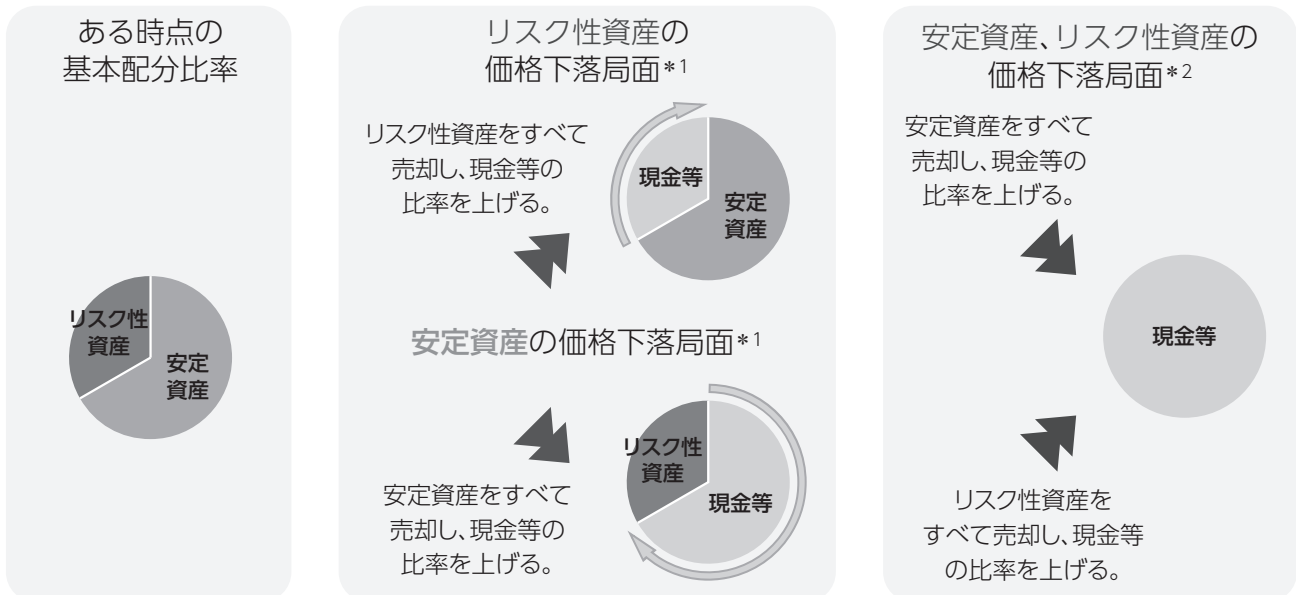 ある時点の
基本配分比率
リスク性
資産
安定
資産
リスク性資産の
価格下落局面*1
リスク性資産をすべて
売却し、現金等の
比率を上げる。
現金等
安定
資産
安定資産の価格下落局面*1
安定資産をすべて
売却し、現金等の
比率を上げる。
リスク性
資産
現金等
安定資産、リスク性資産の
価格下落局面*2
安定資産をすべて
売却し、現金等の
比率を上げる。
現金等
リスク性資産を
すべて売却し、現金等
の比率を上げる。